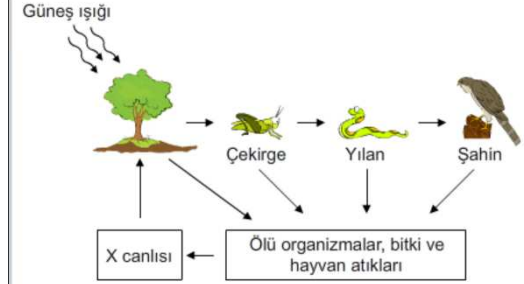 Güneş ışığı
Çekirge
Yılan
Şahin
X canlısı
Ölü organizmalar, bitki ve
hayvan atıkları